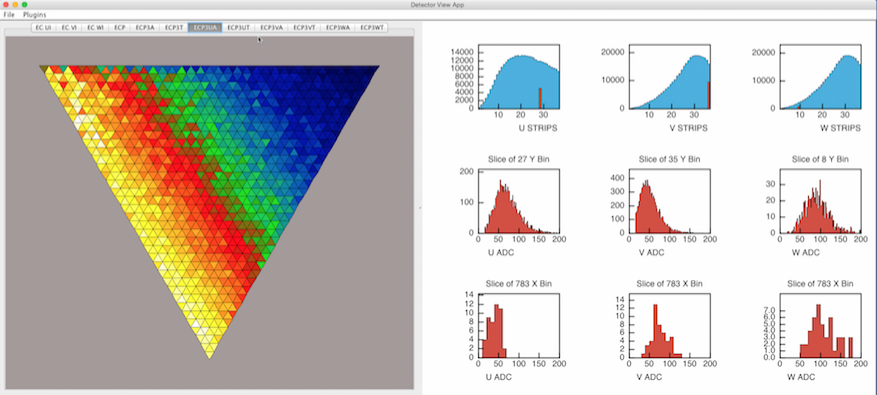 Detector View App
File Plugins
EC UI EC VI EC WI ECP ECP3A ECP3T ECP3UA ECP3UT ECP3VA ECP3VT ECP3WA ECP3WT
14000
12000
10000
8000
6000
4000
2000
0
10 20 30
U STRIPS
20000
10000
0
10 20 30
V STRIPS
20000
10000
0
10 20 30
W STRIPS
Slice of 27 Y Bin
200
100
0
0 50 100 150 200
U ADC
Slice of 35 Y Bin
400
300
200
100
0
0 50 100 150 200
V ADC
Slice of 8 Y Bin
30
20
10
0
0 50 100 150 200
W ADC
Slice of 783 X Bin
14
12
10
8
6
4
2
0
0 50 100 150 200
U ADC
Slice of 783 X Bin
14
12
10
8
6
4
2
0
0 50 100 150 200
V ADC
Slice of 783 X Bin
7.0
6.0
5.0
4.0
3.0
2.0
1.0
0.0
0 50 100 150 200
W ADC